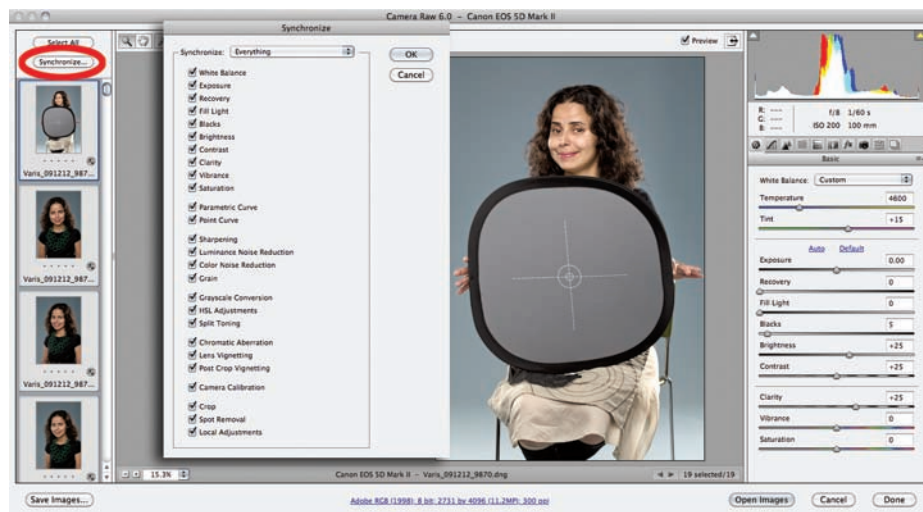 Camera Raw 6.0 – Canon EOS 5D Mark II
Select All
Synchronize...
Varis_091212_987...
Varis_091212_987...
Varis_091212_987...
Synchronize
Synchronize: Everything
OK
Cancel
White Balance
Exposure
Recovery
Fill Light
Blacks
Brightness
Contrast
Clarity
Vibrance
Saturation
Parametric Curve
Point Curve
Sharpening
Luminance Noise Reduction
Color Noise Reduction
Grain
Grayscale Conversion
HSL Adjustments
Split Toning
Chromatic Aberration
Lens Vignetting
Post Crop Vignetting
Camera Calibration
Crop
Spot Removal
Local Adjustments
Preview
R: ---
G: ---
B: ---
f/8 1/60 s
ISO 200 100 mm
Basic
White Balance: Custom
Temperature 4600
Tint +15
Auto Default
Exposure 0.00
Recovery 0
Fill Light 0
Blacks 5
Brightness +25
Contrast +25
Clarity +25
Vibrance 0
Saturation 0
15.3%
Canon EOS 5D Mark II – Varis_091212_9870.dng
19 selected/19
Save Images...
Adobe RGB (1998); 8 bit; 2731 by 4096 (11.2MP); 300 ppi
Open Images
Cancel
Done